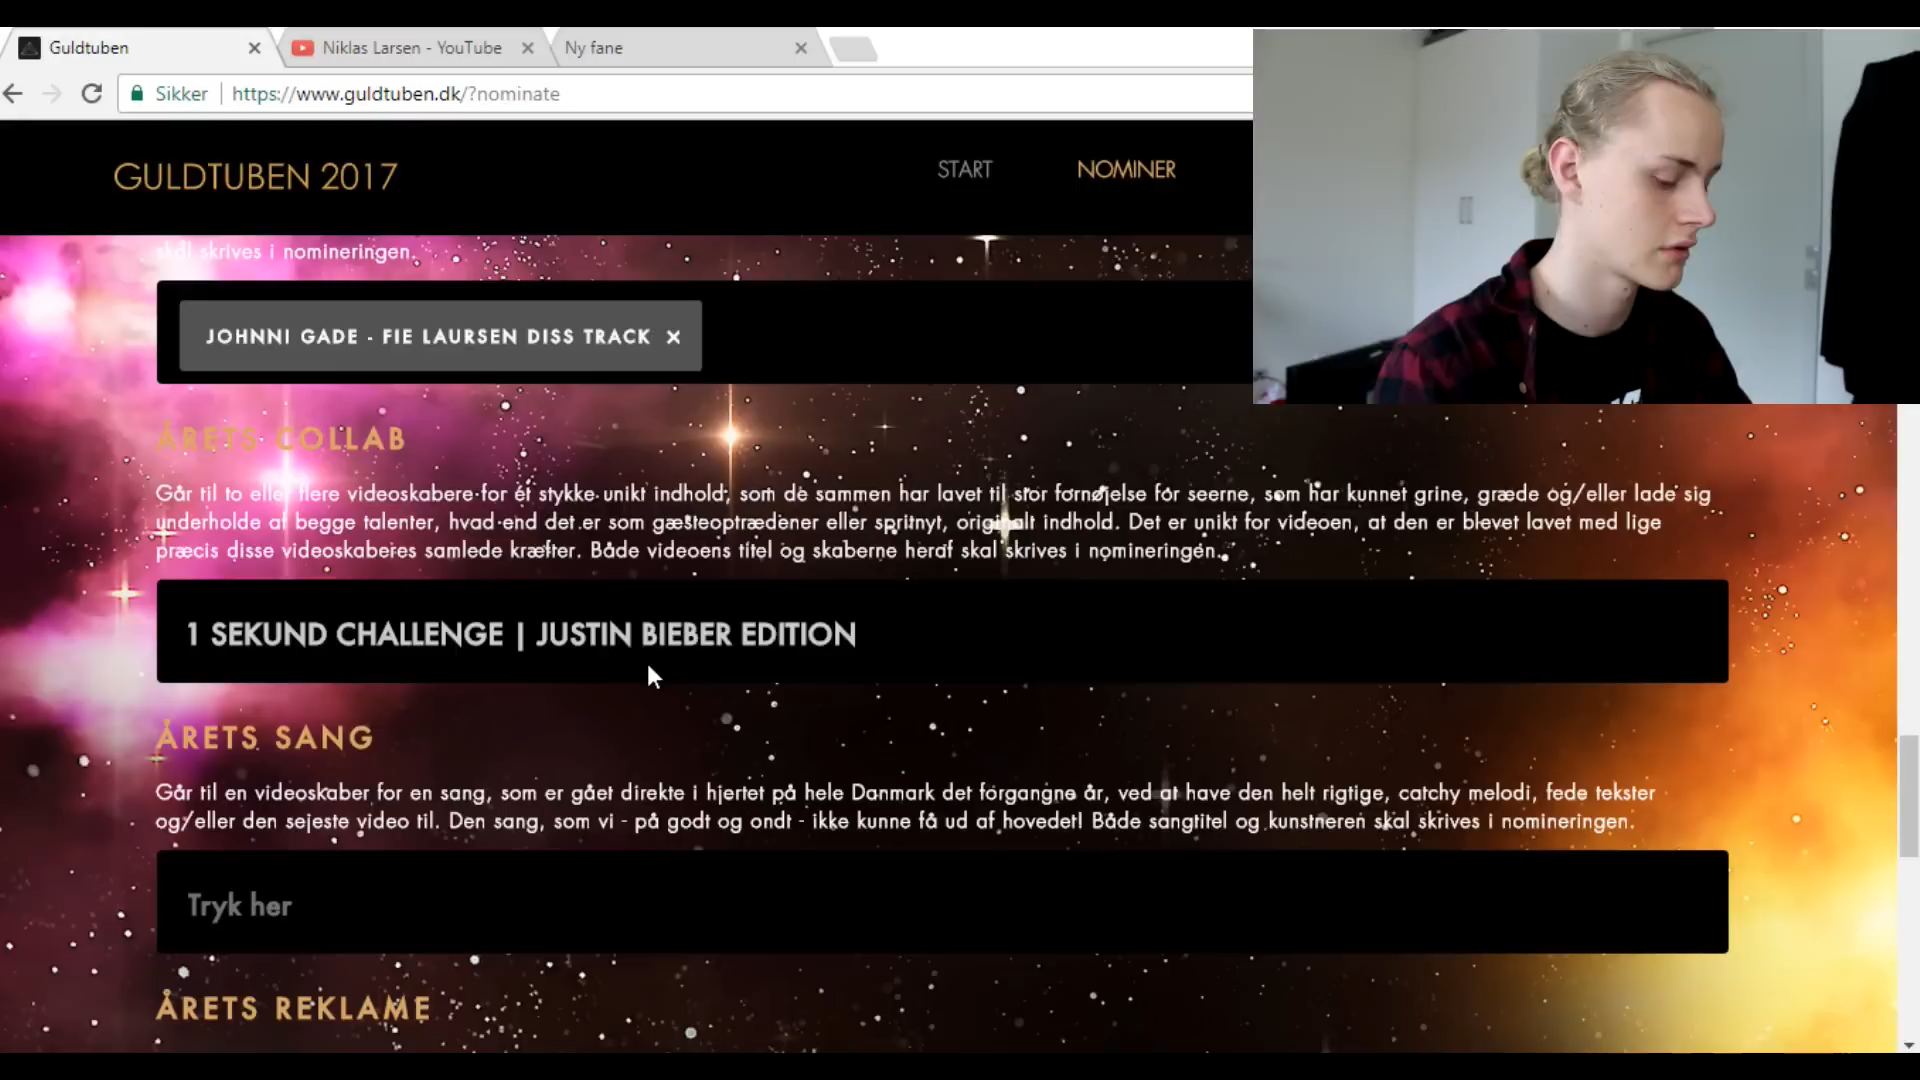 Guldtuben
Niklas Larsen - YouTube
Ny fane
Sikker
https://www.guldtuben.dk/?nominate
GULDTUBEN 2017
START
NOMINER
skal skrives i nomineringen.
JOHNNI GADE - FIE LAURSEN DISS TRACK ×
ÅRETS COLLAB
Går til to eller flere videoskabere for ét stykke unikt indhold, som de sammen har lavet til stor fornøjelse for seerne, som har kunnet grine, græde og/eller lade sig
underholde af begge talenter, hvad end det er som gæsteoptrædener eller spritnyt, originalt indhold. Det er unikt for videoen, at den er blevet lavet med lige
præcis disse videoskaberes samlede kræfter. Både videoens titel og skaberne heraf skal skrives i nomineringen.
1 SEKUND CHALLENGE | JUSTIN BIEBER EDITION
ÅRETS SANG
Går til en videoskaber for en sang, som er gået direkte i hjertet på hele Danmark det forgangne år, ved at have den helt rigtige, catchy melodi, fede tekster
og/eller den sejeste video til. Den sang, som vi - på godt og ondt - ikke kunne få ud af hovedet! Både sangtitel og kunstneren skal skrives i nomineringen.
Tryk her
ÅRETS REKLAME